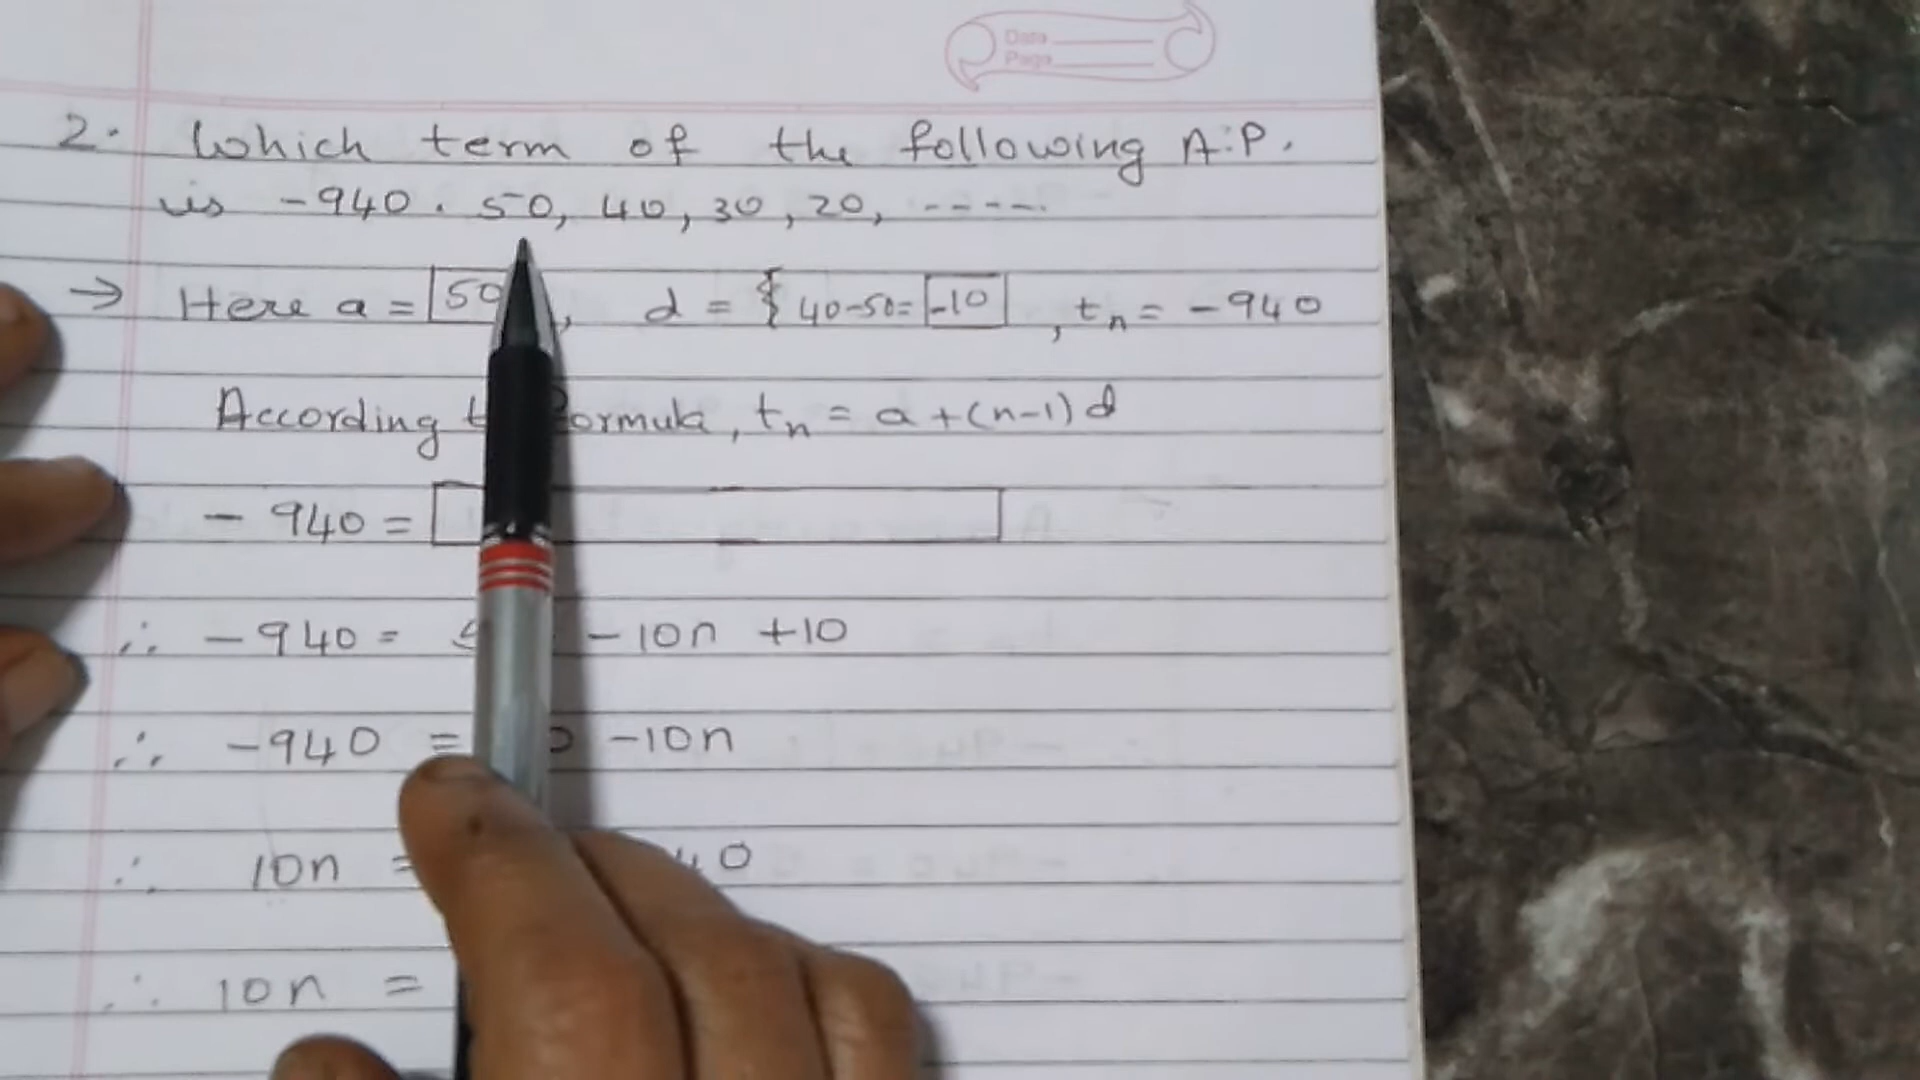 Date
Page
2. Which term of the following A.P.
is -940. 50, 40, 30, 20, -----
→ Here a = 50, d = { 40-50= -10 , tn = -940
According formula, tn = a+(n-1)d
- 940 =
∴ -940 = -10n +10
∴ -940 = -10n
∴ 10n = 40
∴ 10n =